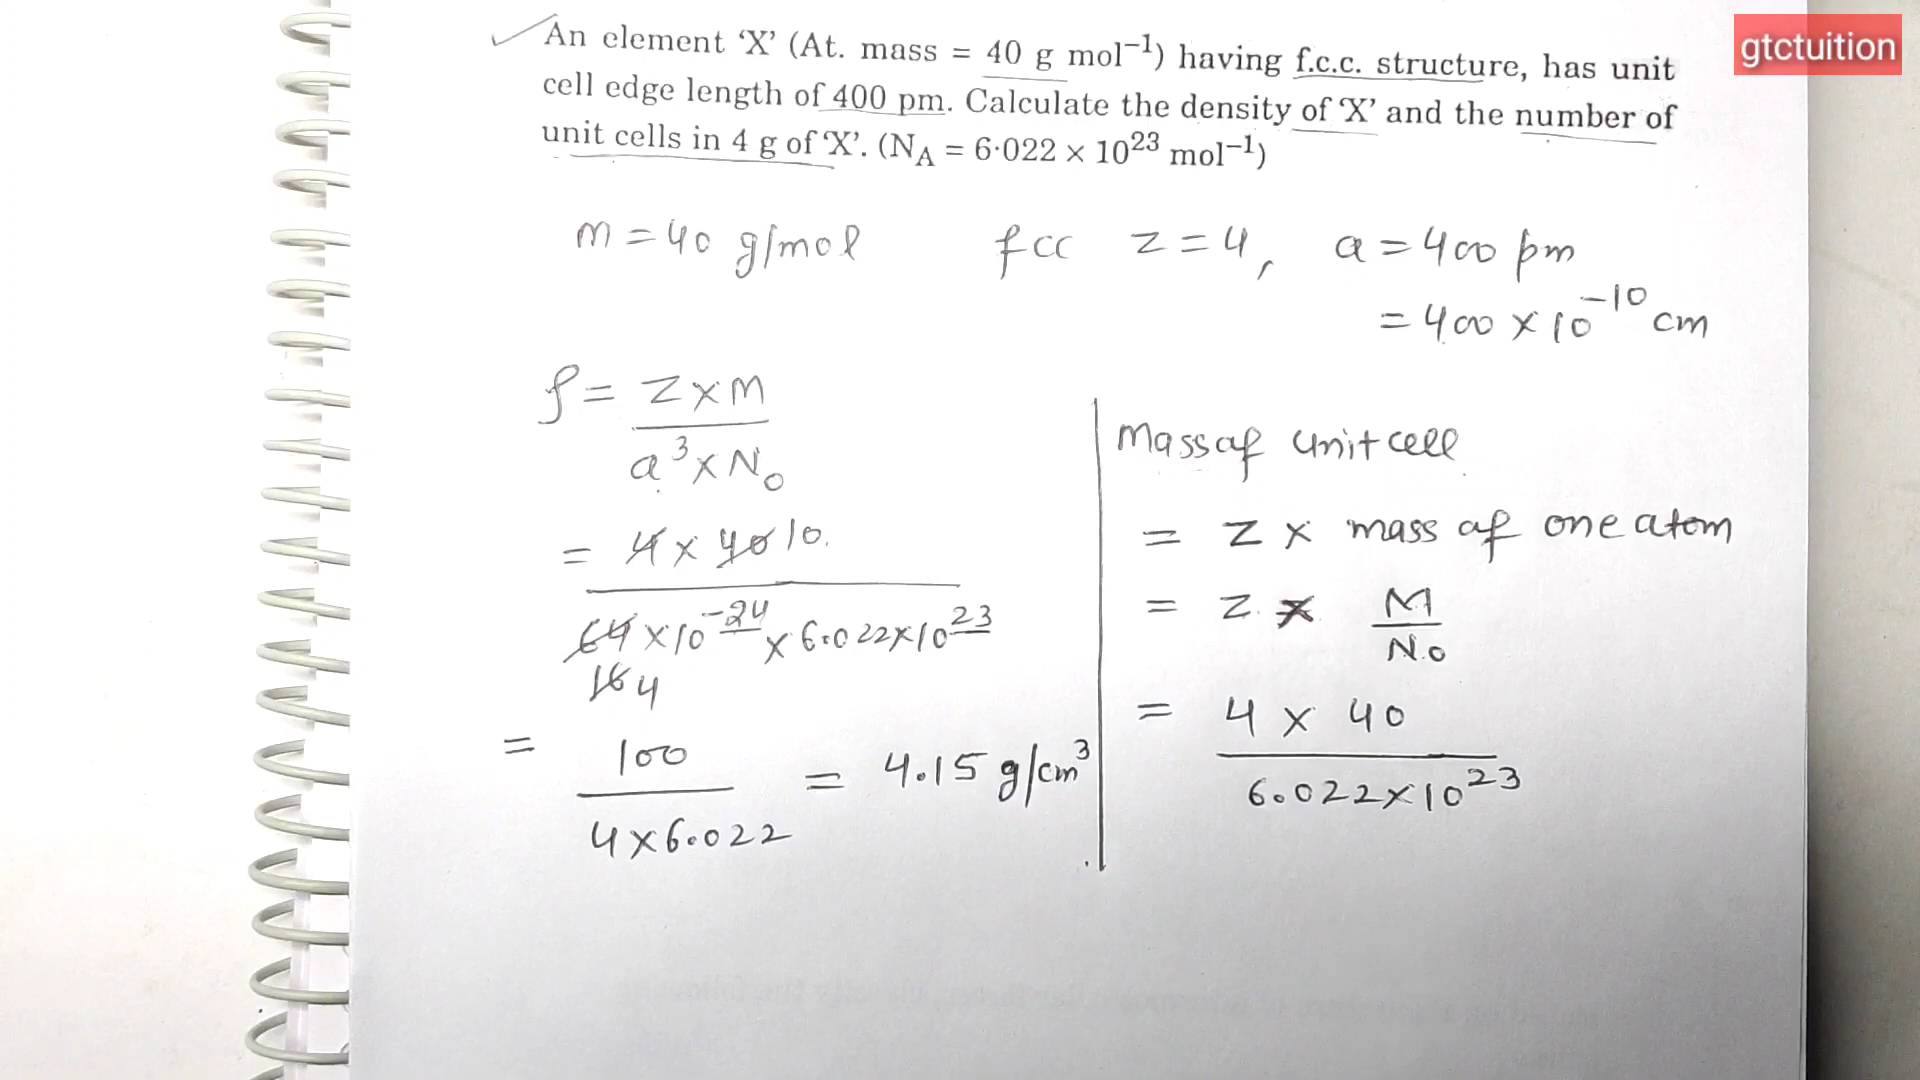 gtctuition
An element ‘X’ (At. mass = 40 g mol⁻¹) having f.c.c. structure, has unit
cell edge length of 400 pm. Calculate the density of ‘X’ and the number of
unit cells in 4 g of ‘X’. (N_A = 6·022 × 10²³ mol⁻¹)
m = 40 g/mol fcc z = 4, a = 400 pm
= 400 × 10⁻¹⁰ cm
ρ = Z × M
a³ × N₀
= 4 × 40 10.
64 × 10⁻²⁴ × 6.022 × 10²³
16 4
= 100
4 × 6.022
= 4.15 g/cm³
Mass of unit cell
= Z × mass of one atom
= Z. × M
N.₀
= 4 × 40
6.022 × 10²³